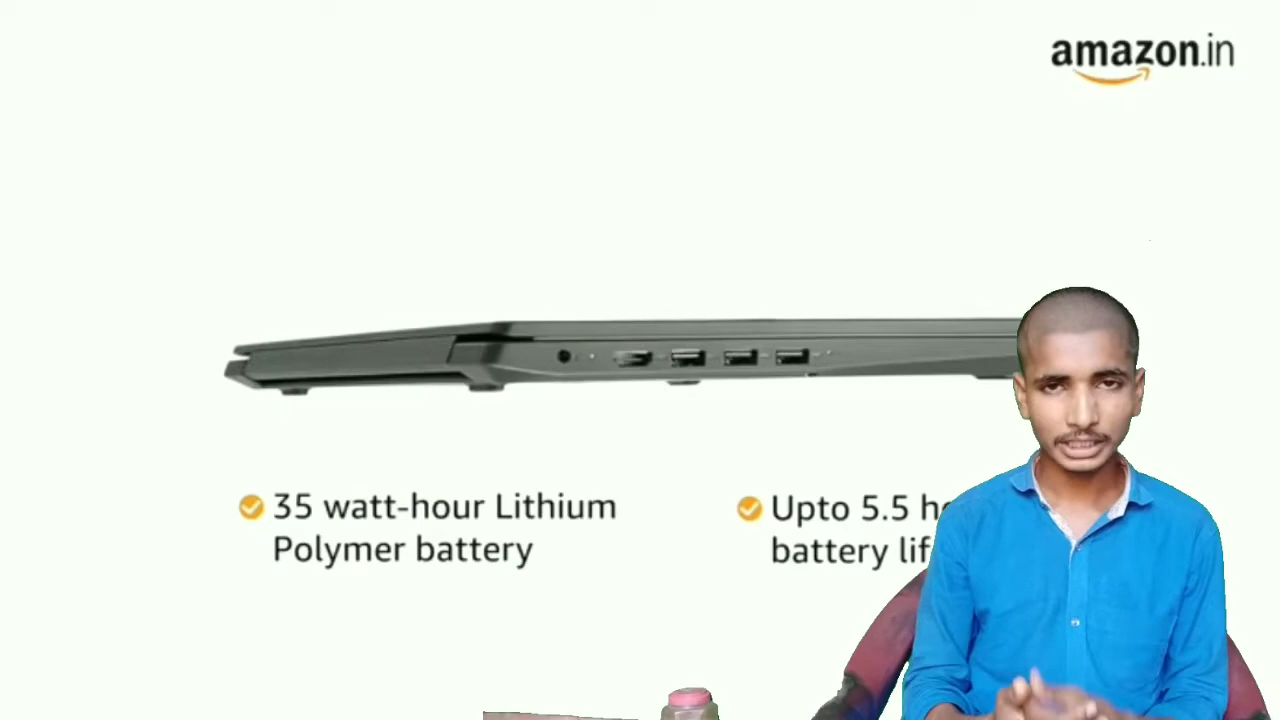 amazon.in
35 watt-hour Lithium
Polymer battery
Upto 5.5
battery